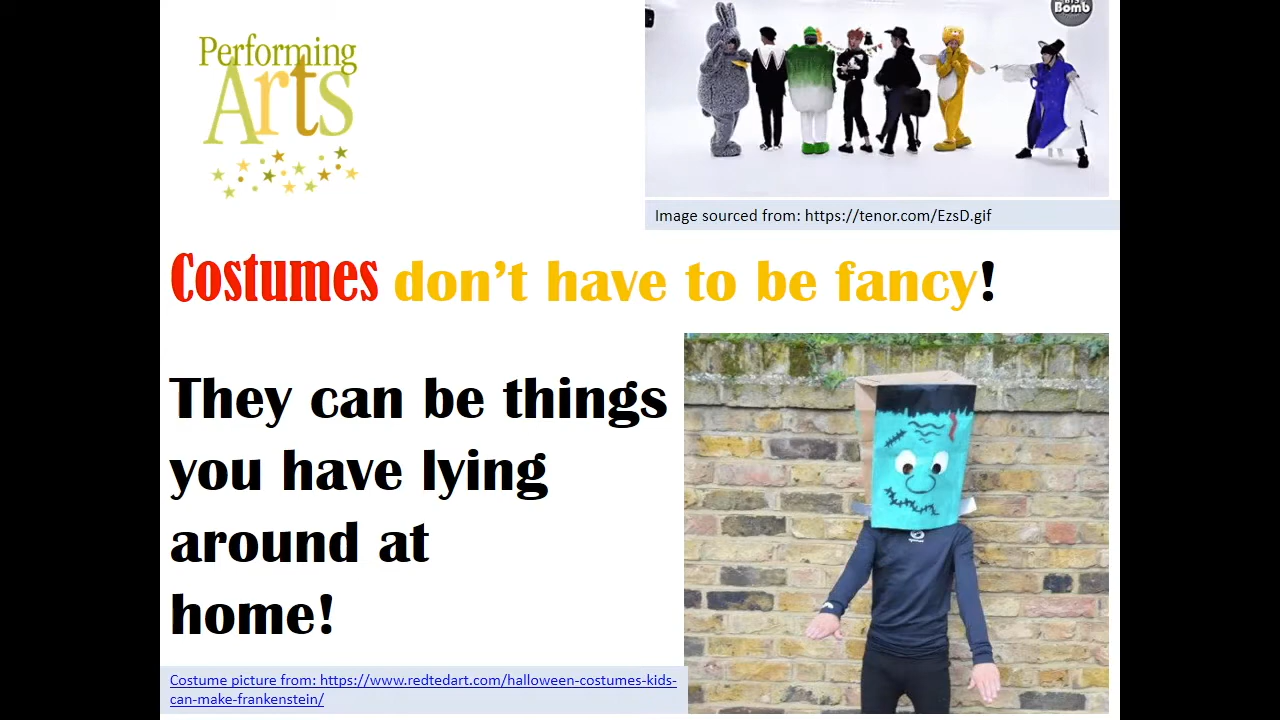 Performing
Arts
BTS
Bomb
Image sourced from: https://tenor.com/EzsD.gif
Costumes don’t have to be fancy!
They can be things
you have lying
around at
home!
Costume picture from: https://www.redtedart.com/halloween-costumes-kids-
can-make-frankenstein/